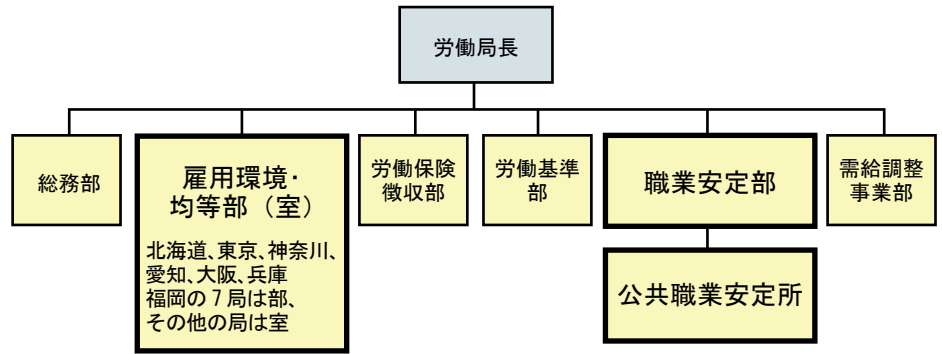 労働局長
総務部
雇用環境・
均等部（室）
北海道、東京、神奈川、
愛知、大阪、兵庫
福岡の７局は部、
その他の局は室
労働保険
徴収部
労働基準
部
職業安定部
需給調整
事業部
公共職業安定所